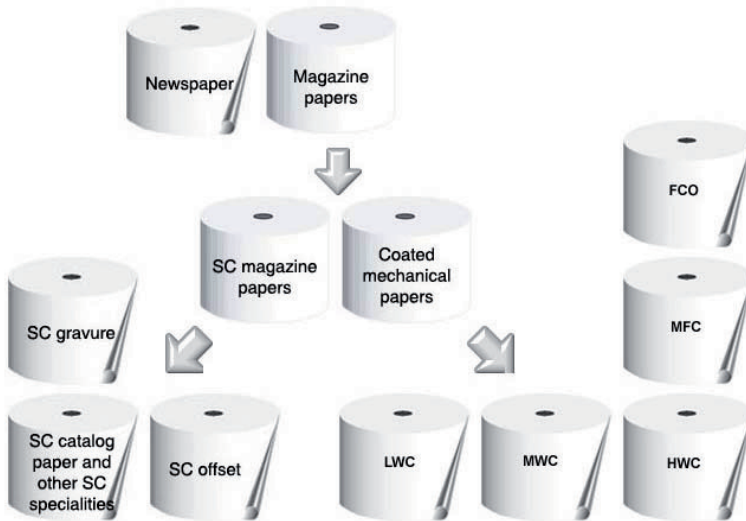 Newspaper
Magazine
papers
FCO
SC magazine
papers
Coated
mechanical
papers
SC gravure
MFC
SC catalog
paper and
other SC
specialities
SC offset
LWC
MWC
HWC